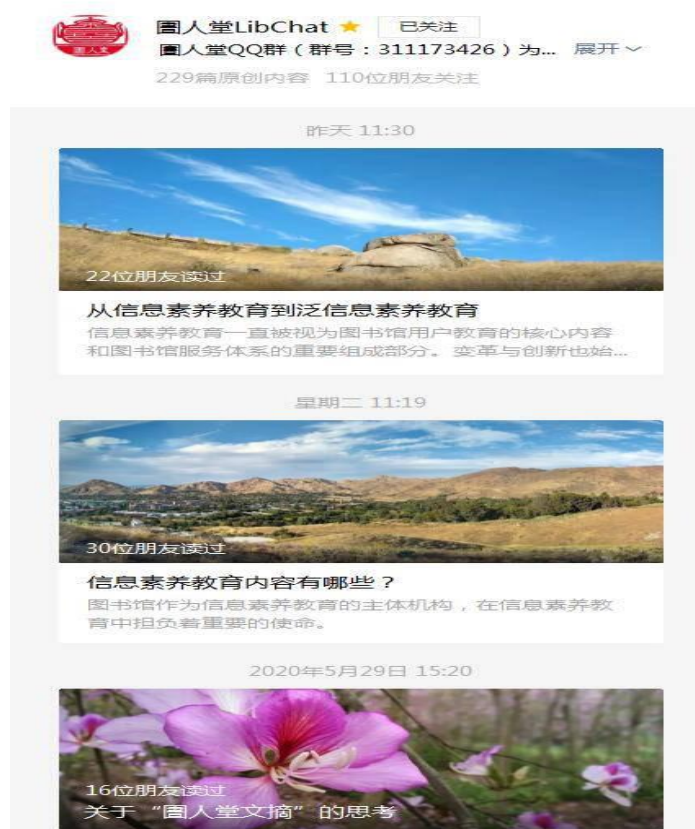 圕人堂LibChat
已关注
圕人堂QQ群（群号：311173426）为... 展开
229篇原创内容 110位朋友关注
圕人堂
昨天 11:30
22位朋友读过
从信息素养教育到泛信息素养教育
信息素养教育一直被视为图书馆用户教育的核心内容
和图书馆服务体系的重要组成部分。变革与创新也始...
星期二 11:19
30位朋友读过
信息素养教育内容有哪些？
图书馆作为信息素养教育的主体机构，在信息素养教
育中担负着重要的使命。
2020年5月29日 15:20
16位朋友读过
关于“圕人堂文摘”的思考